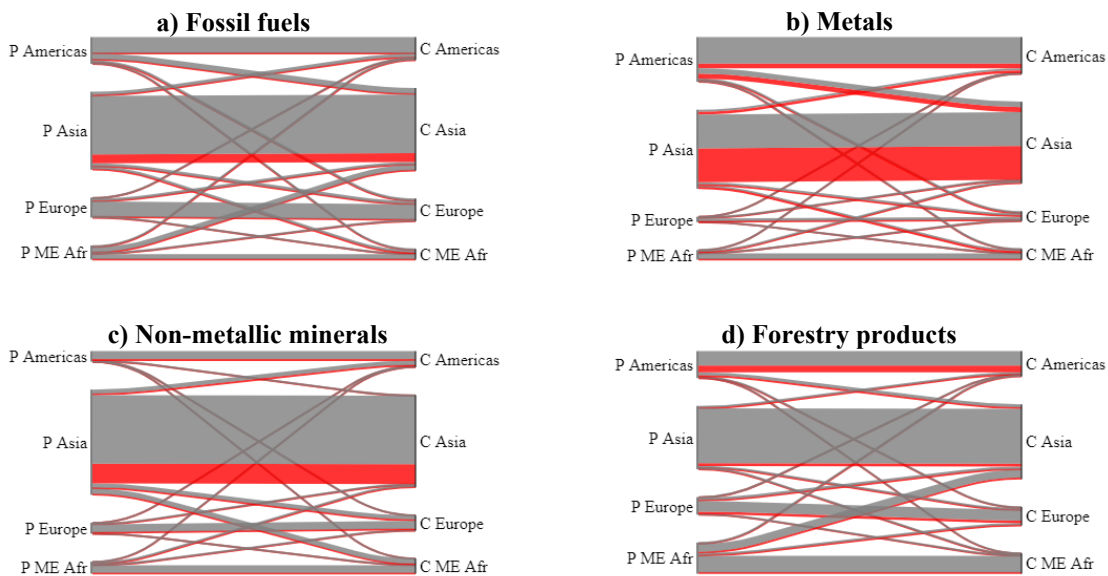 a) Fossil fuels
P Americas
C Americas
P Asia
C Asia
P Europe
C Europe
P ME Afr
C ME Afr
b) Metals
P Americas
C Americas
P Asia
C Asia
P Europe
C Europe
P ME Afr
C ME Afr
c) Non-metallic minerals
P Americas
C Americas
P Asia
C Asia
P Europe
C Europe
P ME Afr
C ME Afr
d) Forestry products
P Americas
C Americas
P Asia
C Asia
P Europe
C Europe
P ME Afr
C ME Afr